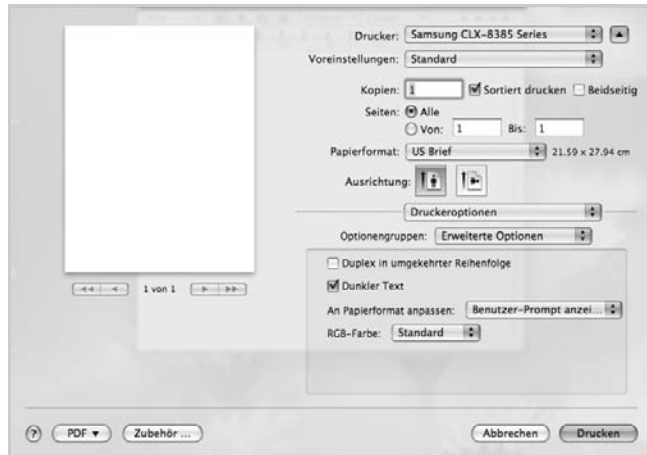 Drucker: Samsung CLX-8385 Series
Voreinstellungen: Standard
Kopien: 1 Sortiert drucken Beidseitig
Seiten: Alle
Von: 1 Bis: 1
Papierformat: US Brief 21.59 x 27.94 cm
Ausrichtung:
Druckeroptionen
Optionengruppen: Erweiterte Optionen
Duplex in umgekehrter Reihenfolge
Dunkler Text
An Papierformat anpassen: Benutzer-Prompt anzei...
RGB-Farbe: Standard
1 von 1
? PDF Zubehör ... Abbrechen Drucken